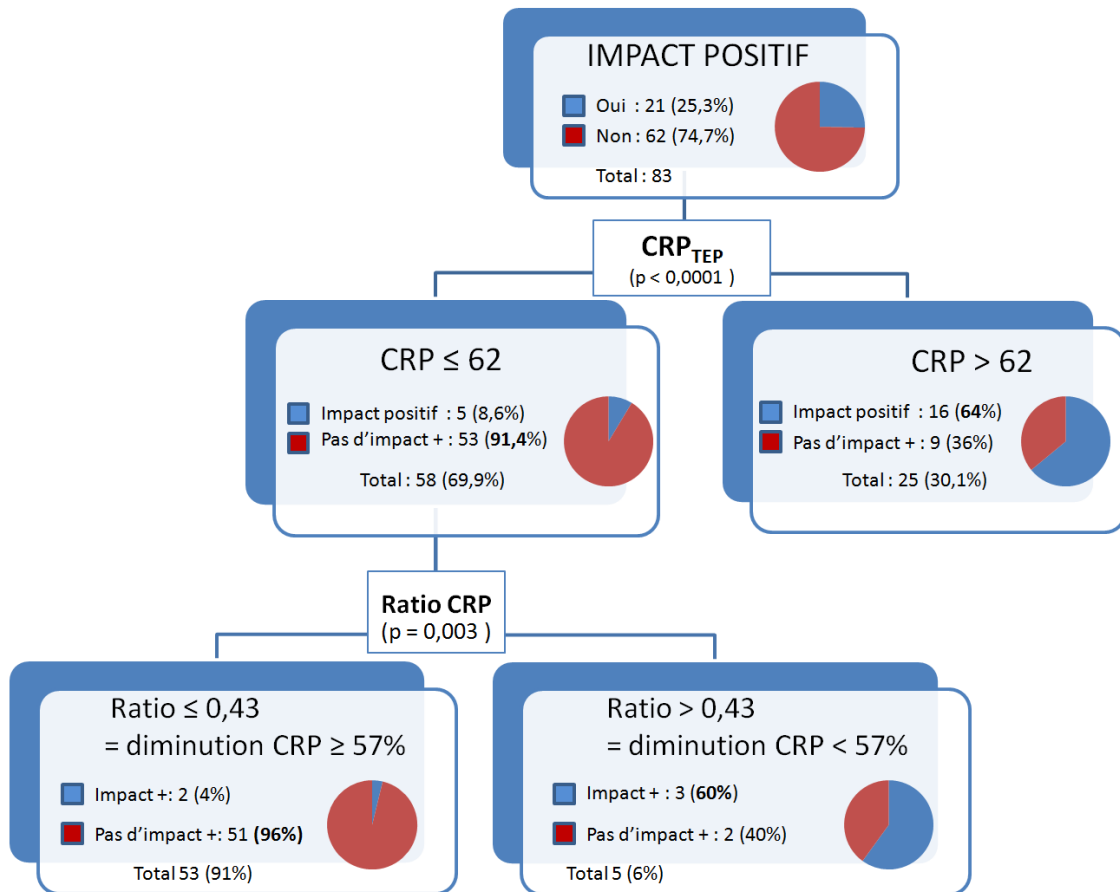 IMPACT POSITIF
Oui : 21 (25,3%)
Non : 62 (74,7%)
Total : 83
CRP TEP
(p < 0,0001 )
CRP ≤ 62
Impact positif : 5 (8,6%)
Pas d'impact + : 53 (91,4%)
Total : 58 (69,9%)
CRP > 62
Impact positif : 16 (64%)
Pas d'impact + : 9 (36%)
Total : 25 (30,1%)
Ratio CRP
(p = 0,003 )
Ratio ≤ 0,43
= diminution CRP ≥ 57%
Impact +: 2 (4%)
Pas d'impact +: 51 (96%)
Total 53 (91%)
Ratio > 0,43
= diminution CRP < 57%
Impact + : 3 (60%)
Pas d'impact + : 2 (40%)
Total 5 (6%)